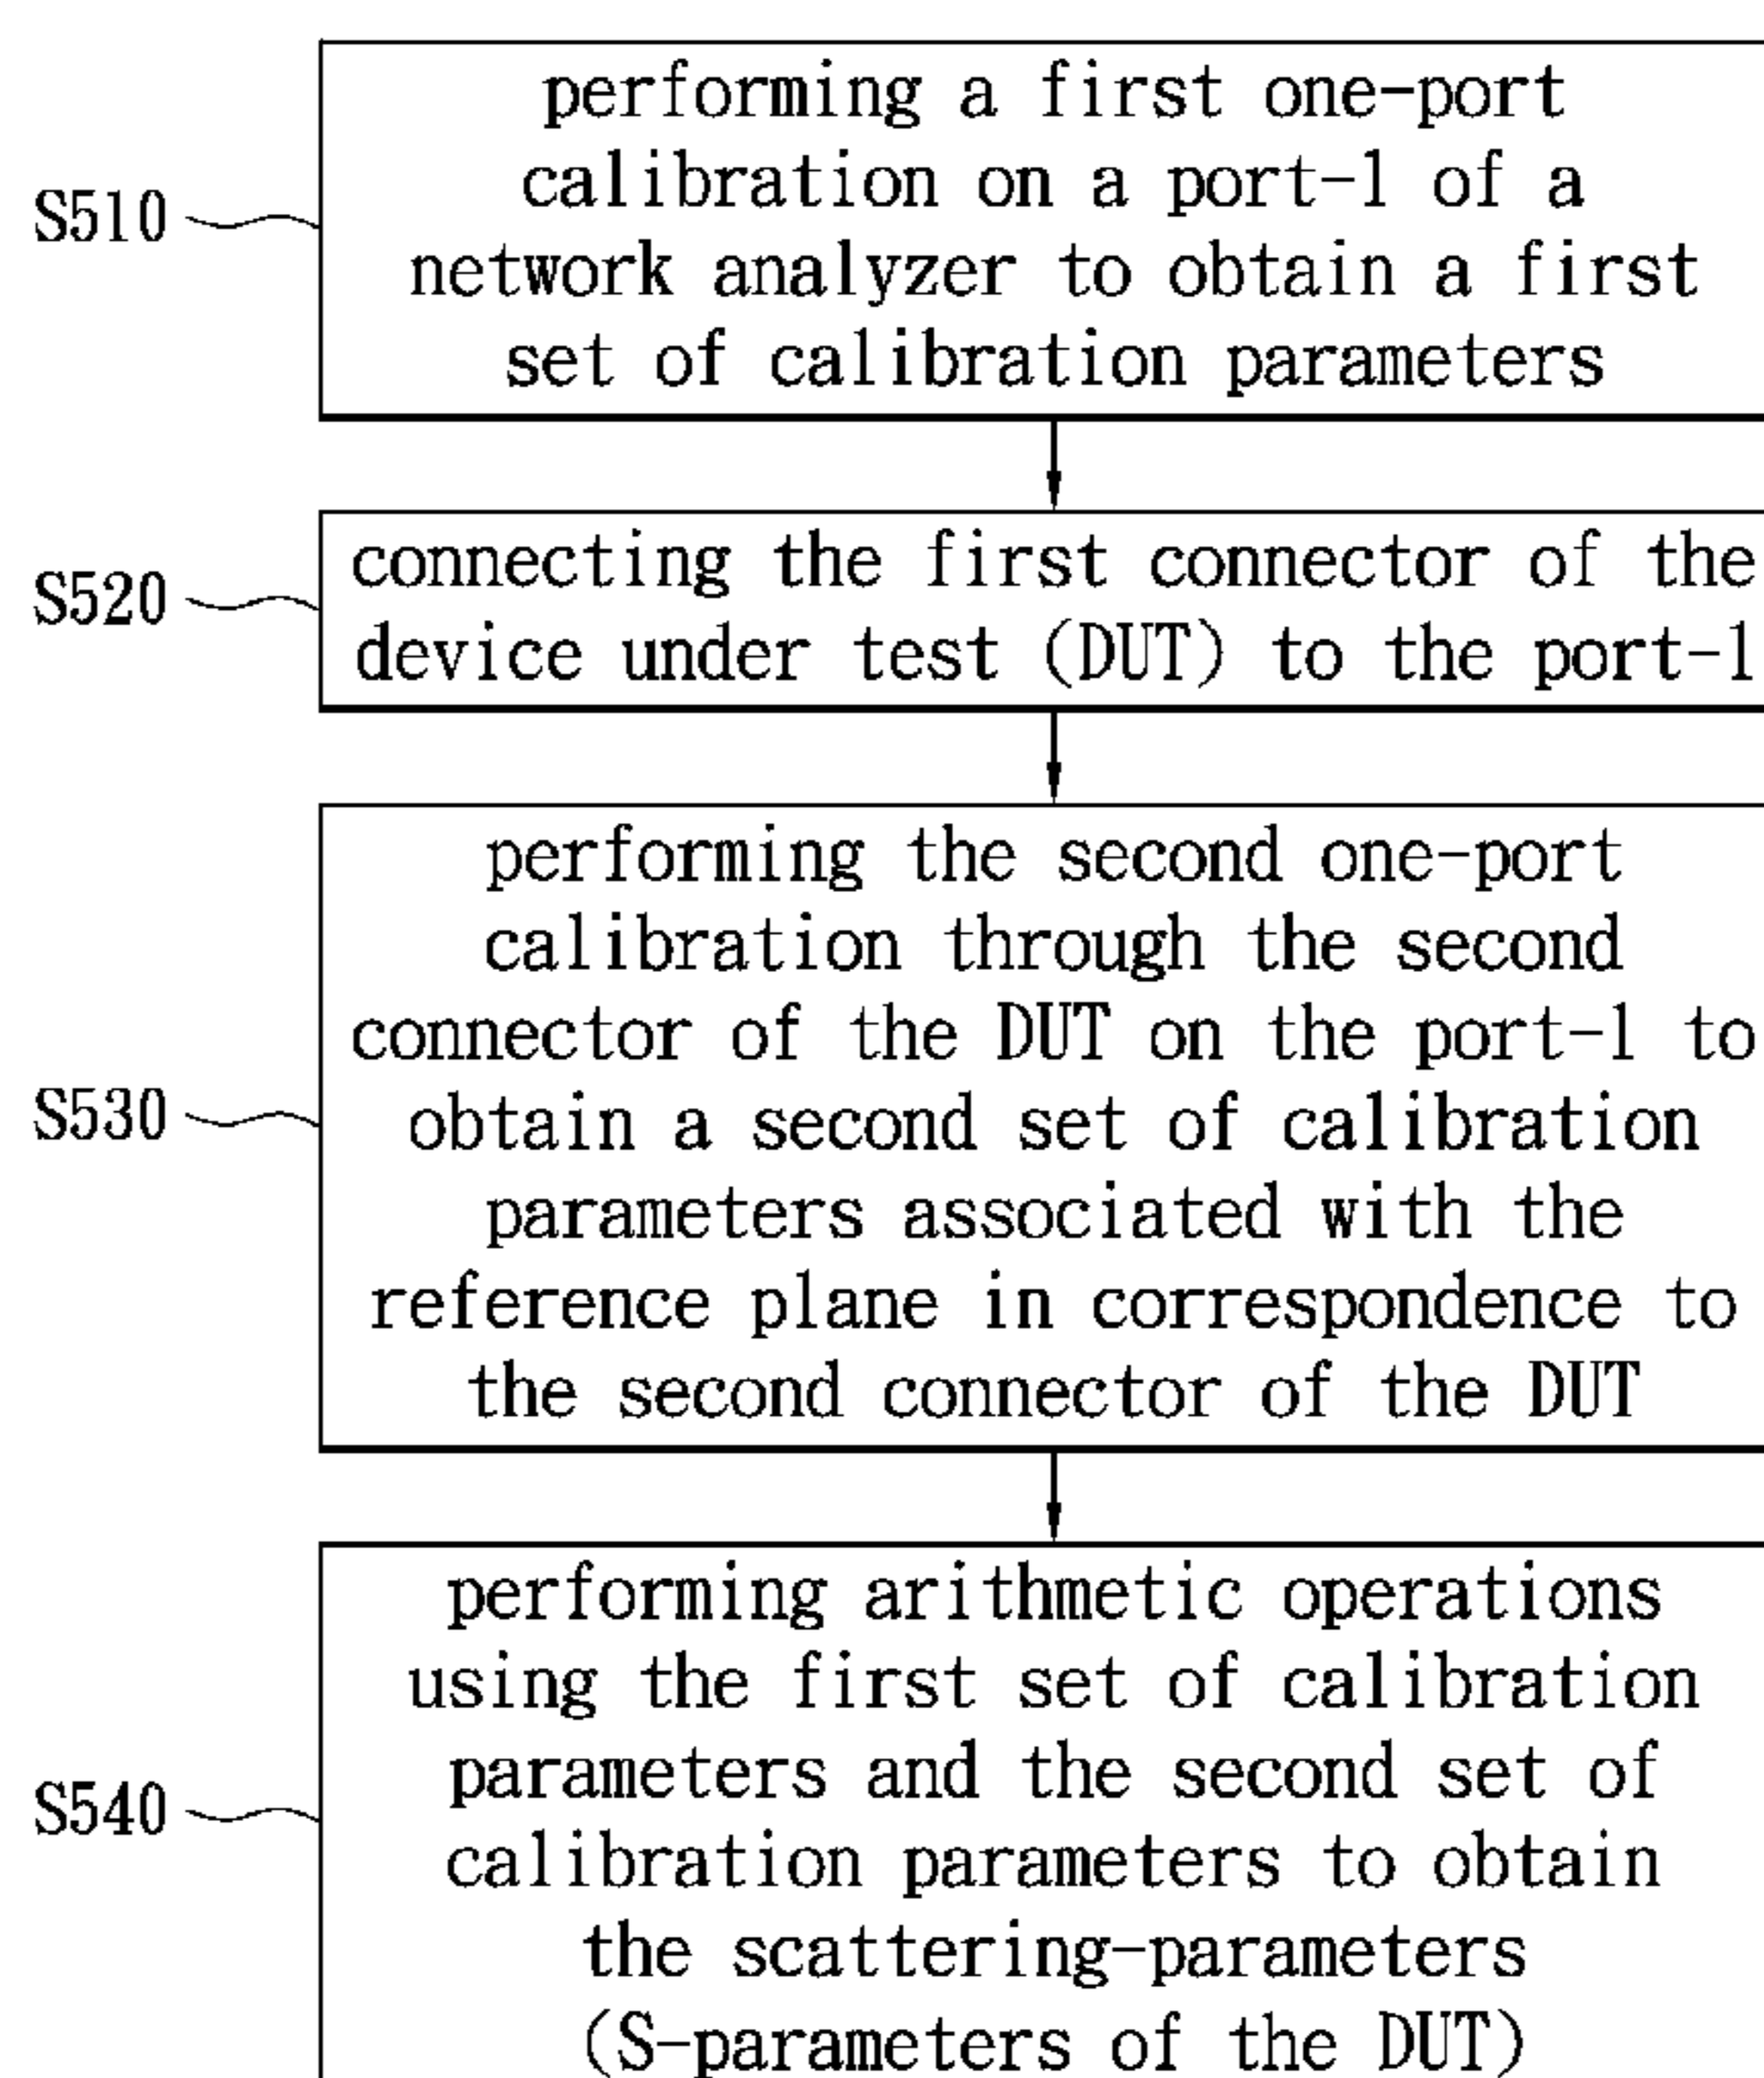 performing a first one-port
calibration on a port-1 of a
S510
network analyzer to obtain a first
set of calibration parameters
connecting the first connector of the
S520
device under test (DUT) to the port-1
performing the second one-port
calibration through the second
connector of the DUT on the port-1 to
S530
obtain a second set of calibration
parameters associated with the
reference plane in correspondence to
the second connector of the DUT
performing arithmetic operations
using the first set of calibration
parameters and the second set of
S540
calibration parameters to obtain
the scattering-parameters
(S-parameters of the DUT)